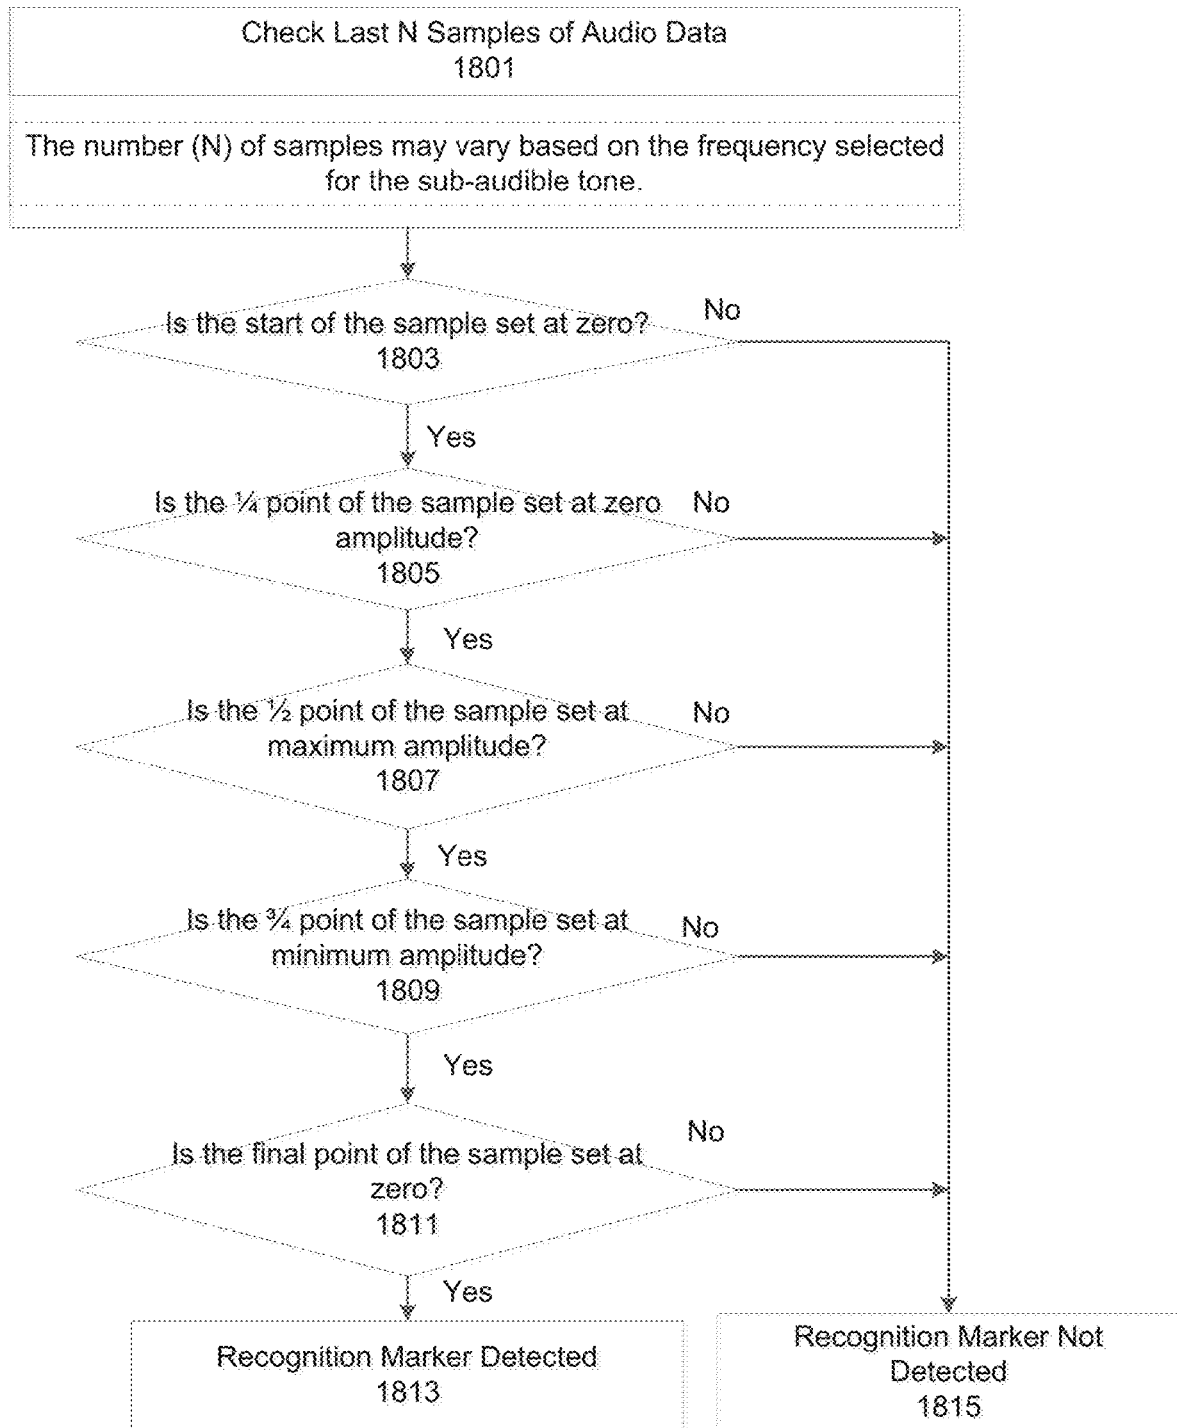 Check Last N Samples of Audio Data
1801
The number (N) of samples may vary based on the frequency selected
for the sub-audible tone.
Is the start of the sample set at zero?
1803
No
Yes
Is the ¼ point of the sample set at zero
amplitude?
1805
No
Yes
Is the ½ point of the sample set at
maximum amplitude?
1807
No
Yes
Is the ¾ point of the sample set at
minimum amplitude?
1809
No
Yes
Is the final point of the sample set at
zero?
1811
No
Yes
Recognition Marker Detected
1813
Recognition Marker Not
Detected
1815